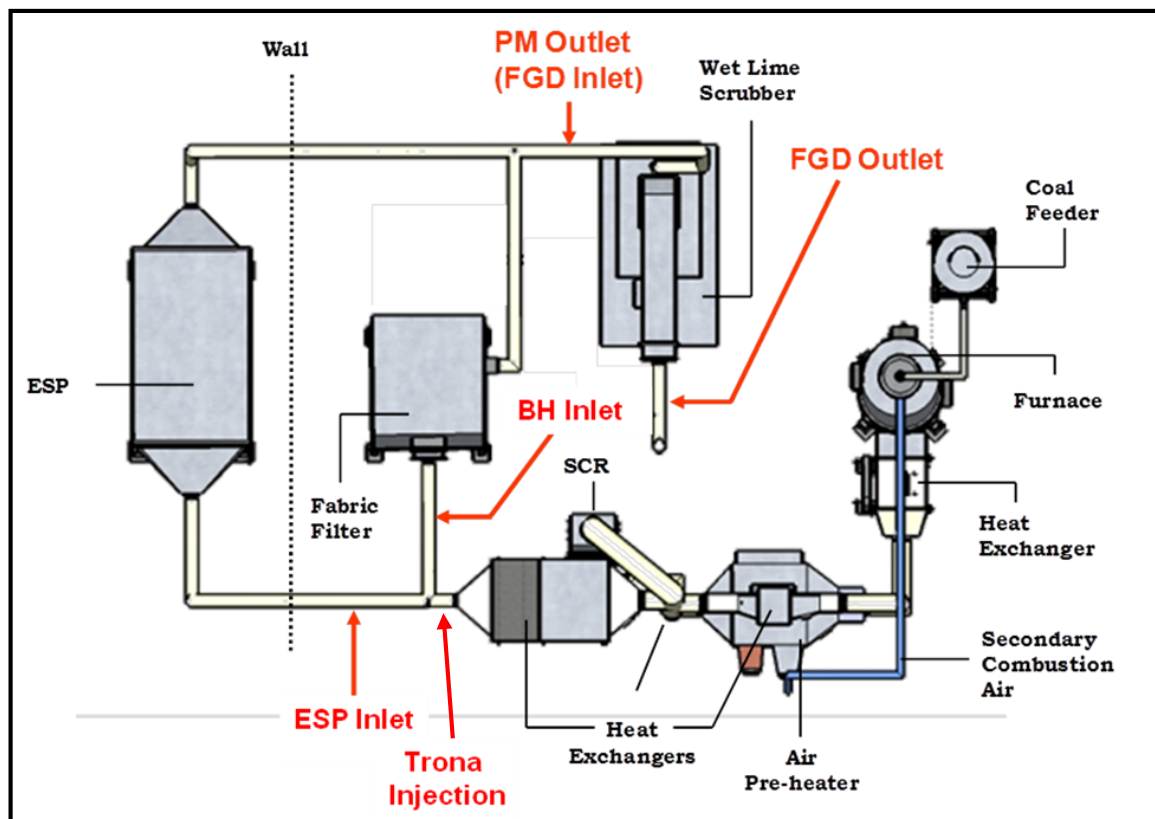 PM Outlet
(FGD Inlet)
Wall
Wet Lime
Scrubber
FGD Outlet
Coal
Feeder
ESP
BH Inlet
Furnace
SCR
Fabric
Filter
Heat
Exchanger
Secondary
Combustion
Air
ESP Inlet
Heat
Exchangers
Trona
Injection
Air
Pre-heater